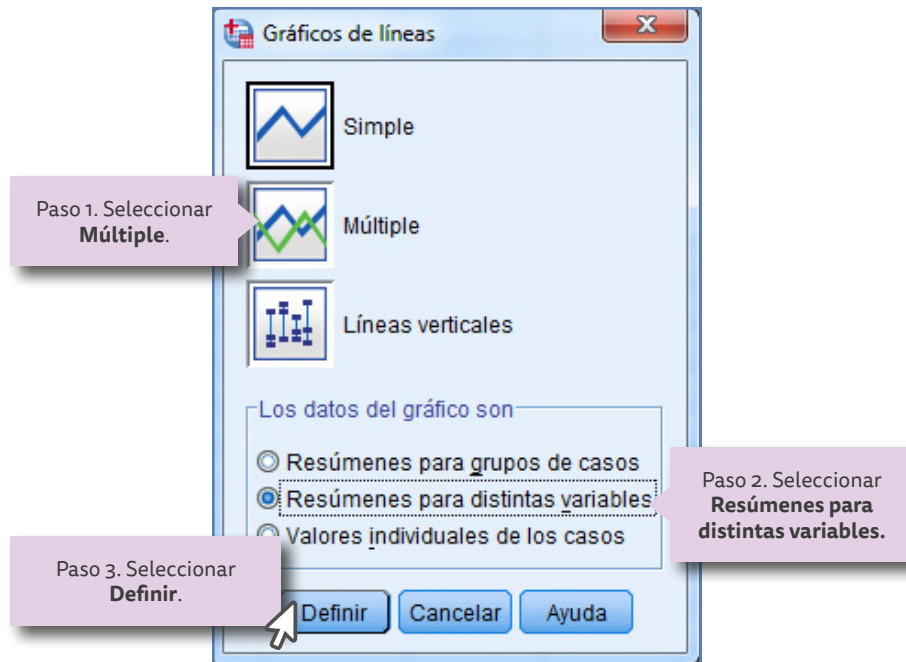 Gráficos de líneas
Simple
Paso 1. Seleccionar
Múltiple.
Múltiple
Líneas verticales
Los datos del gráfico son
Resúmenes para grupos de casos
Resúmenes para distintas variables
Paso 2. Seleccionar
Resúmenes para
distintas variables.
Valores individuales de los casos
Paso 3. Seleccionar
Definir.
Definir
Cancelar
Ayuda